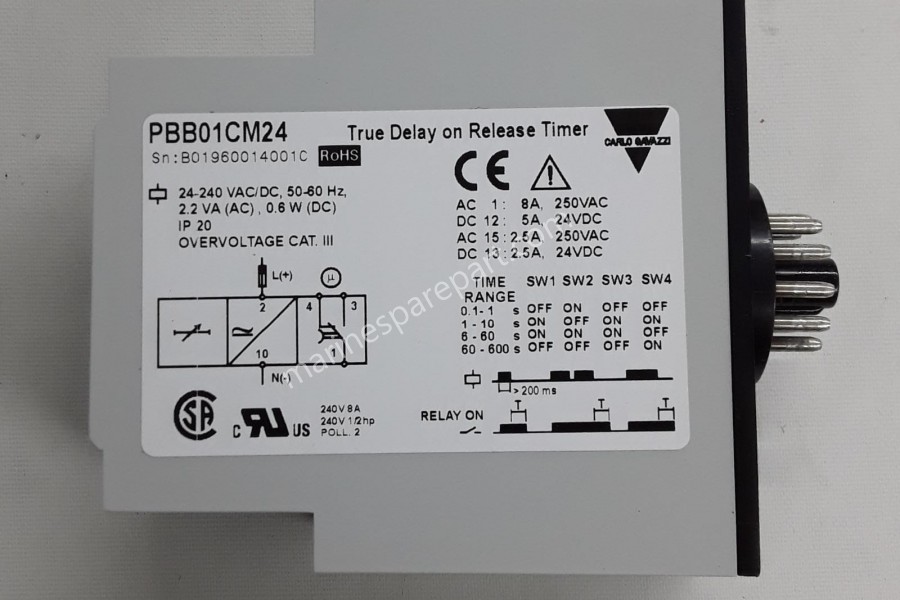 PBB01CM24 True Delay on Release Timer
CARLO GAVAZZI
Sn:B01960014001C RoHS
24-240 VAC/DC, 50-60 Hz,
2.2 VA (AC) , 0.6 W (DC)
IP 20
OVERVOLTAGE CAT. III
CE
AC 1: 8A, 250VAC
DC 12: 5A, 24VDC
AC 15: 2.5A, 250VAC
DC 13: 2.5A, 24VDC
L(+)
μ
2 4 3
10 1
N(-)
TIME SW1 SW2 SW3 SW4
RANGE
0.1-1 s OFF ON OFF OFF
1 - 10 s ON ON OFF ON
6 - 60 s ON OFF ON ON
60 - 600 s OFF OFF OFF ON
> 200 ms
RELAY ON
T T T
SA
c RU US
240V 8A
240V 1/2hp
POLL. 2